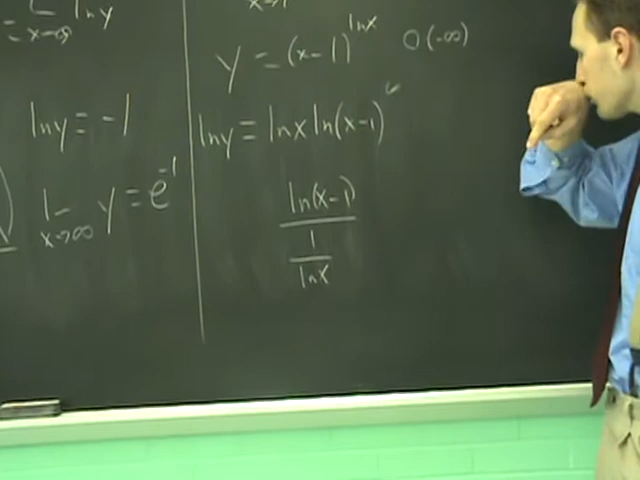 = x→∞ ln y
ln y = -1
l- x→∞ y = e^-1
x→1
y = (x-1)^ln x 0(-∞)
ln y = ln x ln(x-1)
ln(x-1)
1
ln x